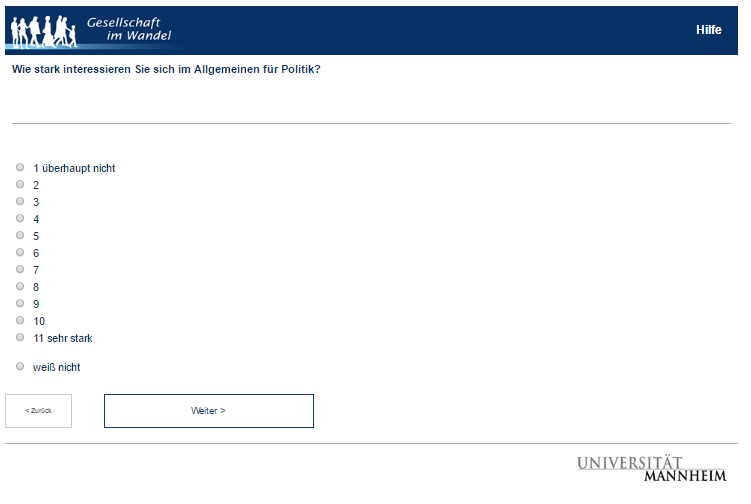 Gesellschaft
im Wandel
Hilfe
Wie stark interessieren Sie sich im Allgemeinen für Politik?
1 überhaupt nicht
2
3
4
5
6
7
8
9
10
11 sehr stark
weiß nicht
< Zurück
Weiter >
UNIVERSITÄT
MANNHEIM